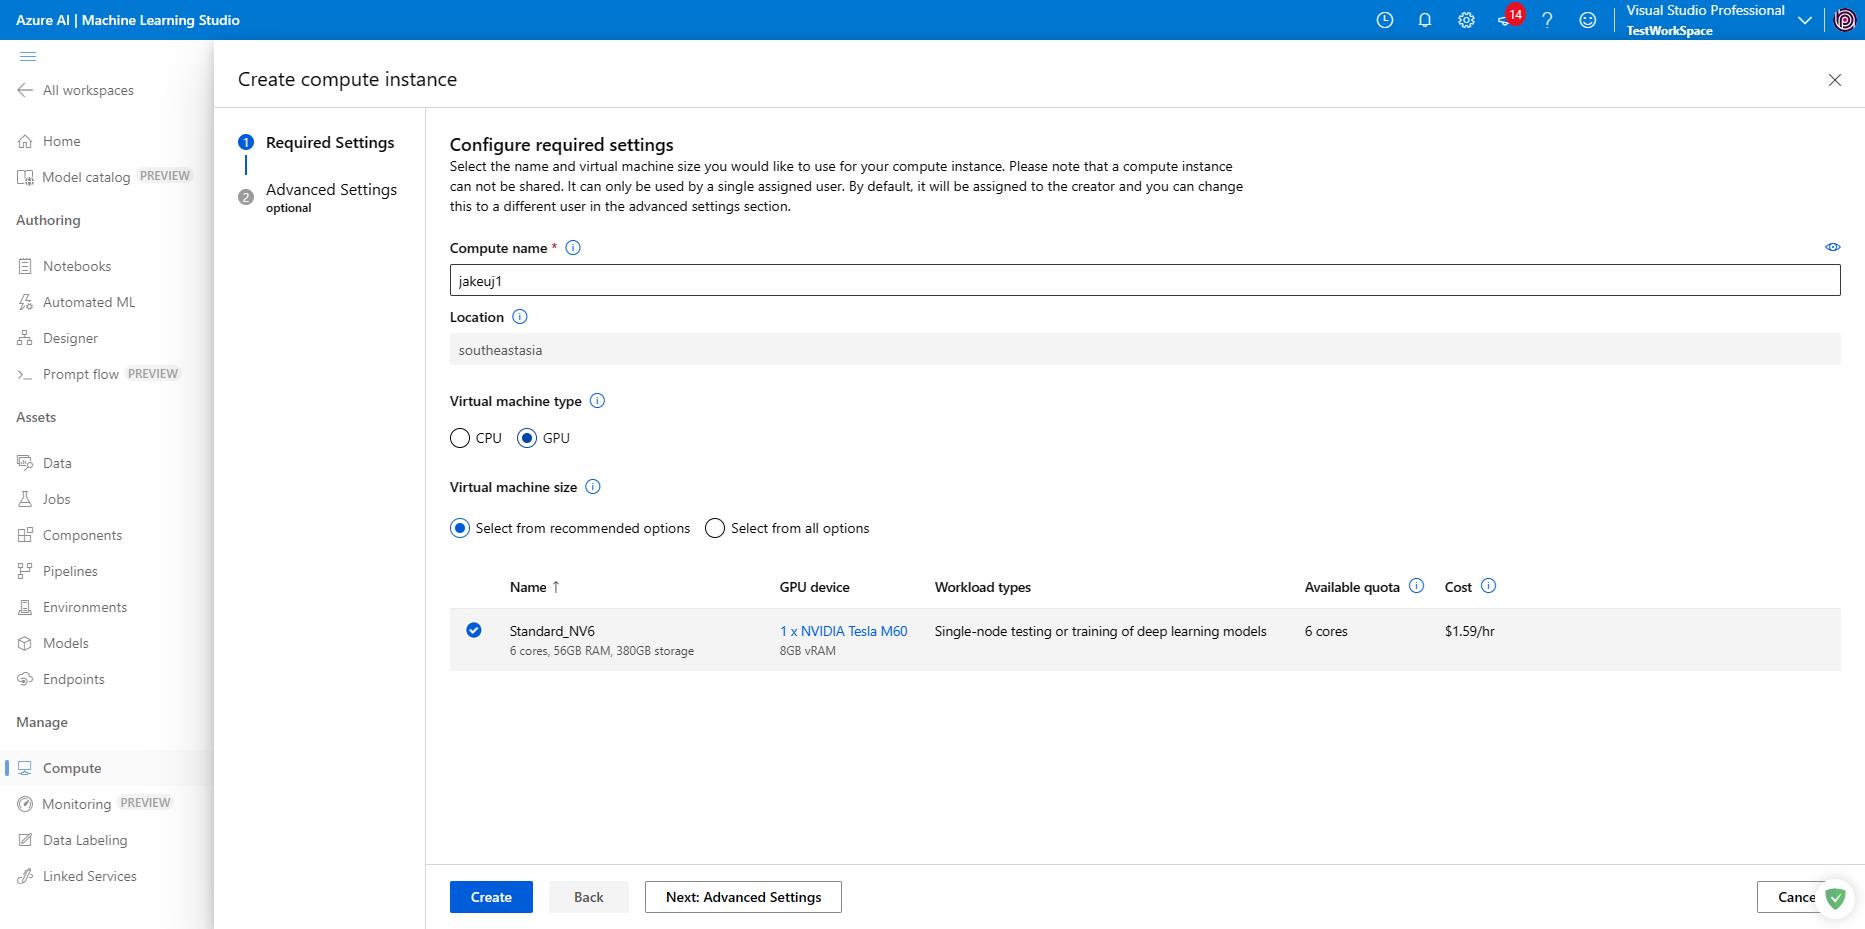 Azure AI | Machine Learning Studio
14
Visual Studio Professional
TestWorkSpace
All workspaces
Home
Model catalog PREVIEW
Authoring
Notebooks
Automated ML
Designer
Prompt flow PREVIEW
Assets
Data
Jobs
Components
Pipelines
Environments
Models
Endpoints
Manage
Compute
Monitoring PREVIEW
Data Labeling
Linked Services
Create compute instance
1 Required Settings
2 Advanced Settings
optional
Configure required settings
Select the name and virtual machine size you would like to use for your compute instance. Please note that a compute instance
can not be shared. It can only be used by a single assigned user. By default, it will be assigned to the creator and you can change
this to a different user in the advanced settings section.
Compute name *
jakeuj1
Location
southeastasia
Virtual machine type
CPU GPU
Virtual machine size
Select from recommended options Select from all options
Name ↑ GPU device Workload types Available quota Cost
Standard_NV6 1 x NVIDIA Tesla M60 Single-node testing or training of deep learning models 6 cores $1.59/hr
6 cores, 56GB RAM, 380GB storage 8GB vRAM
Create Back Next: Advanced Settings Cance